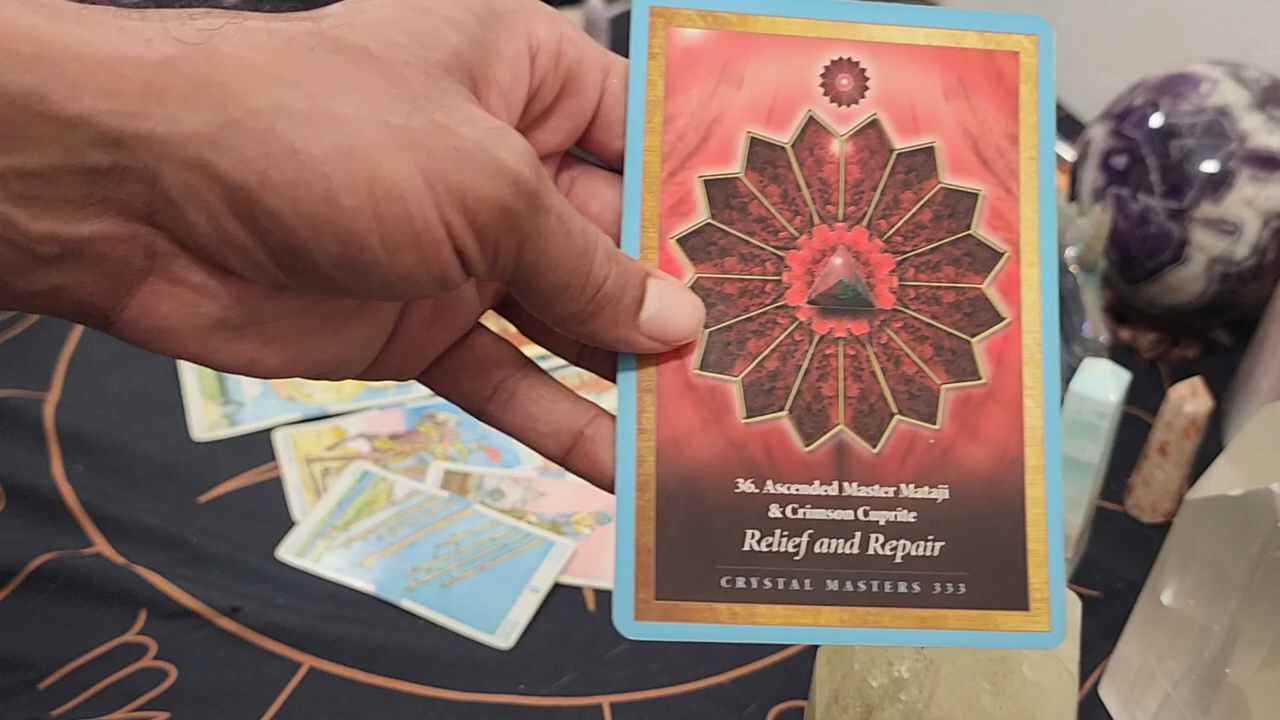 36. Ascended Master Mataji
& Crimson Cuprite
Relief and Repair
CRYSTAL MASTERS 333